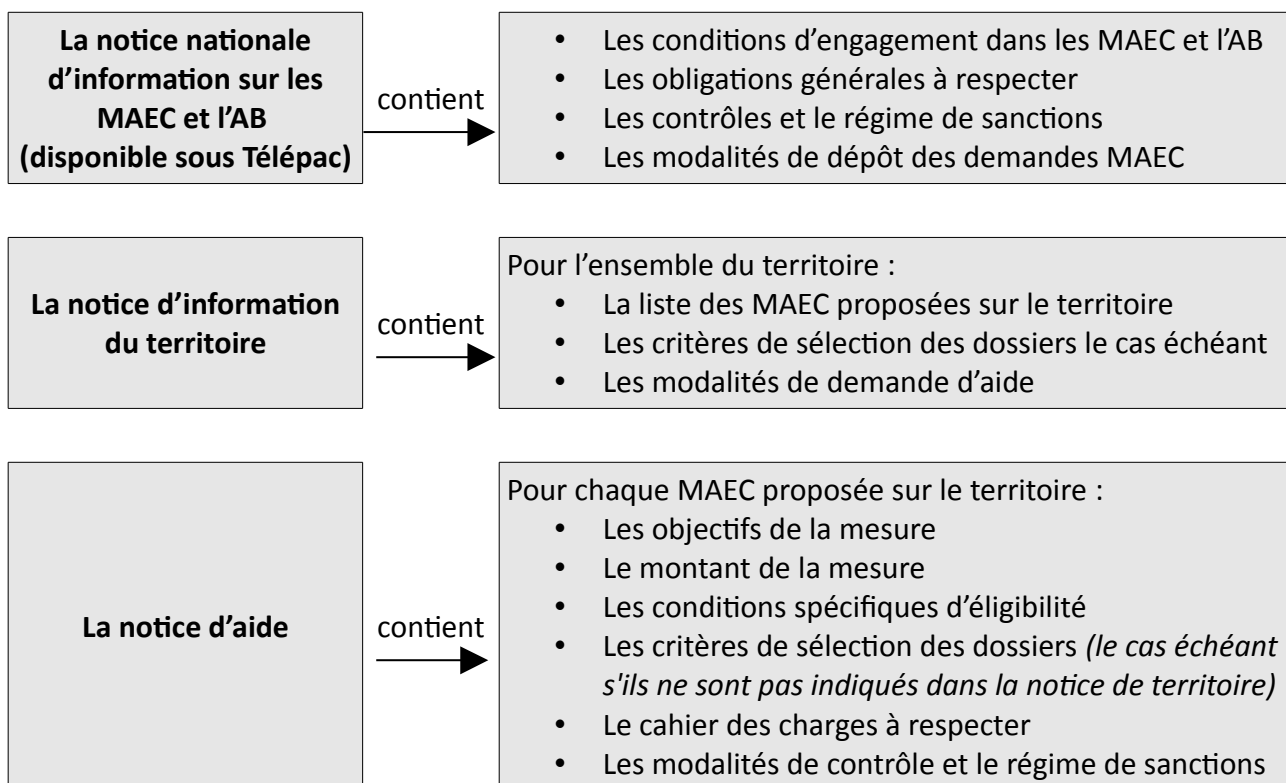 La notice nationale
d’information sur les
MAEC et l’AB
(disponible sous Télépac)
contient
• Les conditions d’engagement dans les MAEC et l’AB
• Les obligations générales à respecter
• Les contrôles et le régime de sanctions
• Les modalités de dépôt des demandes MAEC
La notice d’information
du territoire
contient
Pour l’ensemble du territoire :
• La liste des MAEC proposées sur le territoire
• Les critères de sélection des dossiers le cas échéant
• Les modalités de demande d’aide
La notice d’aide
contient
Pour chaque MAEC proposée sur le territoire :
• Les objectifs de la mesure
• Le montant de la mesure
• Les conditions spécifiques d’éligibilité
• Les critères de sélection des dossiers (le cas échéant
s'ils ne sont pas indiqués dans la notice de territoire)
• Le cahier des charges à respecter
• Les modalités de contrôle et le régime de sanctions